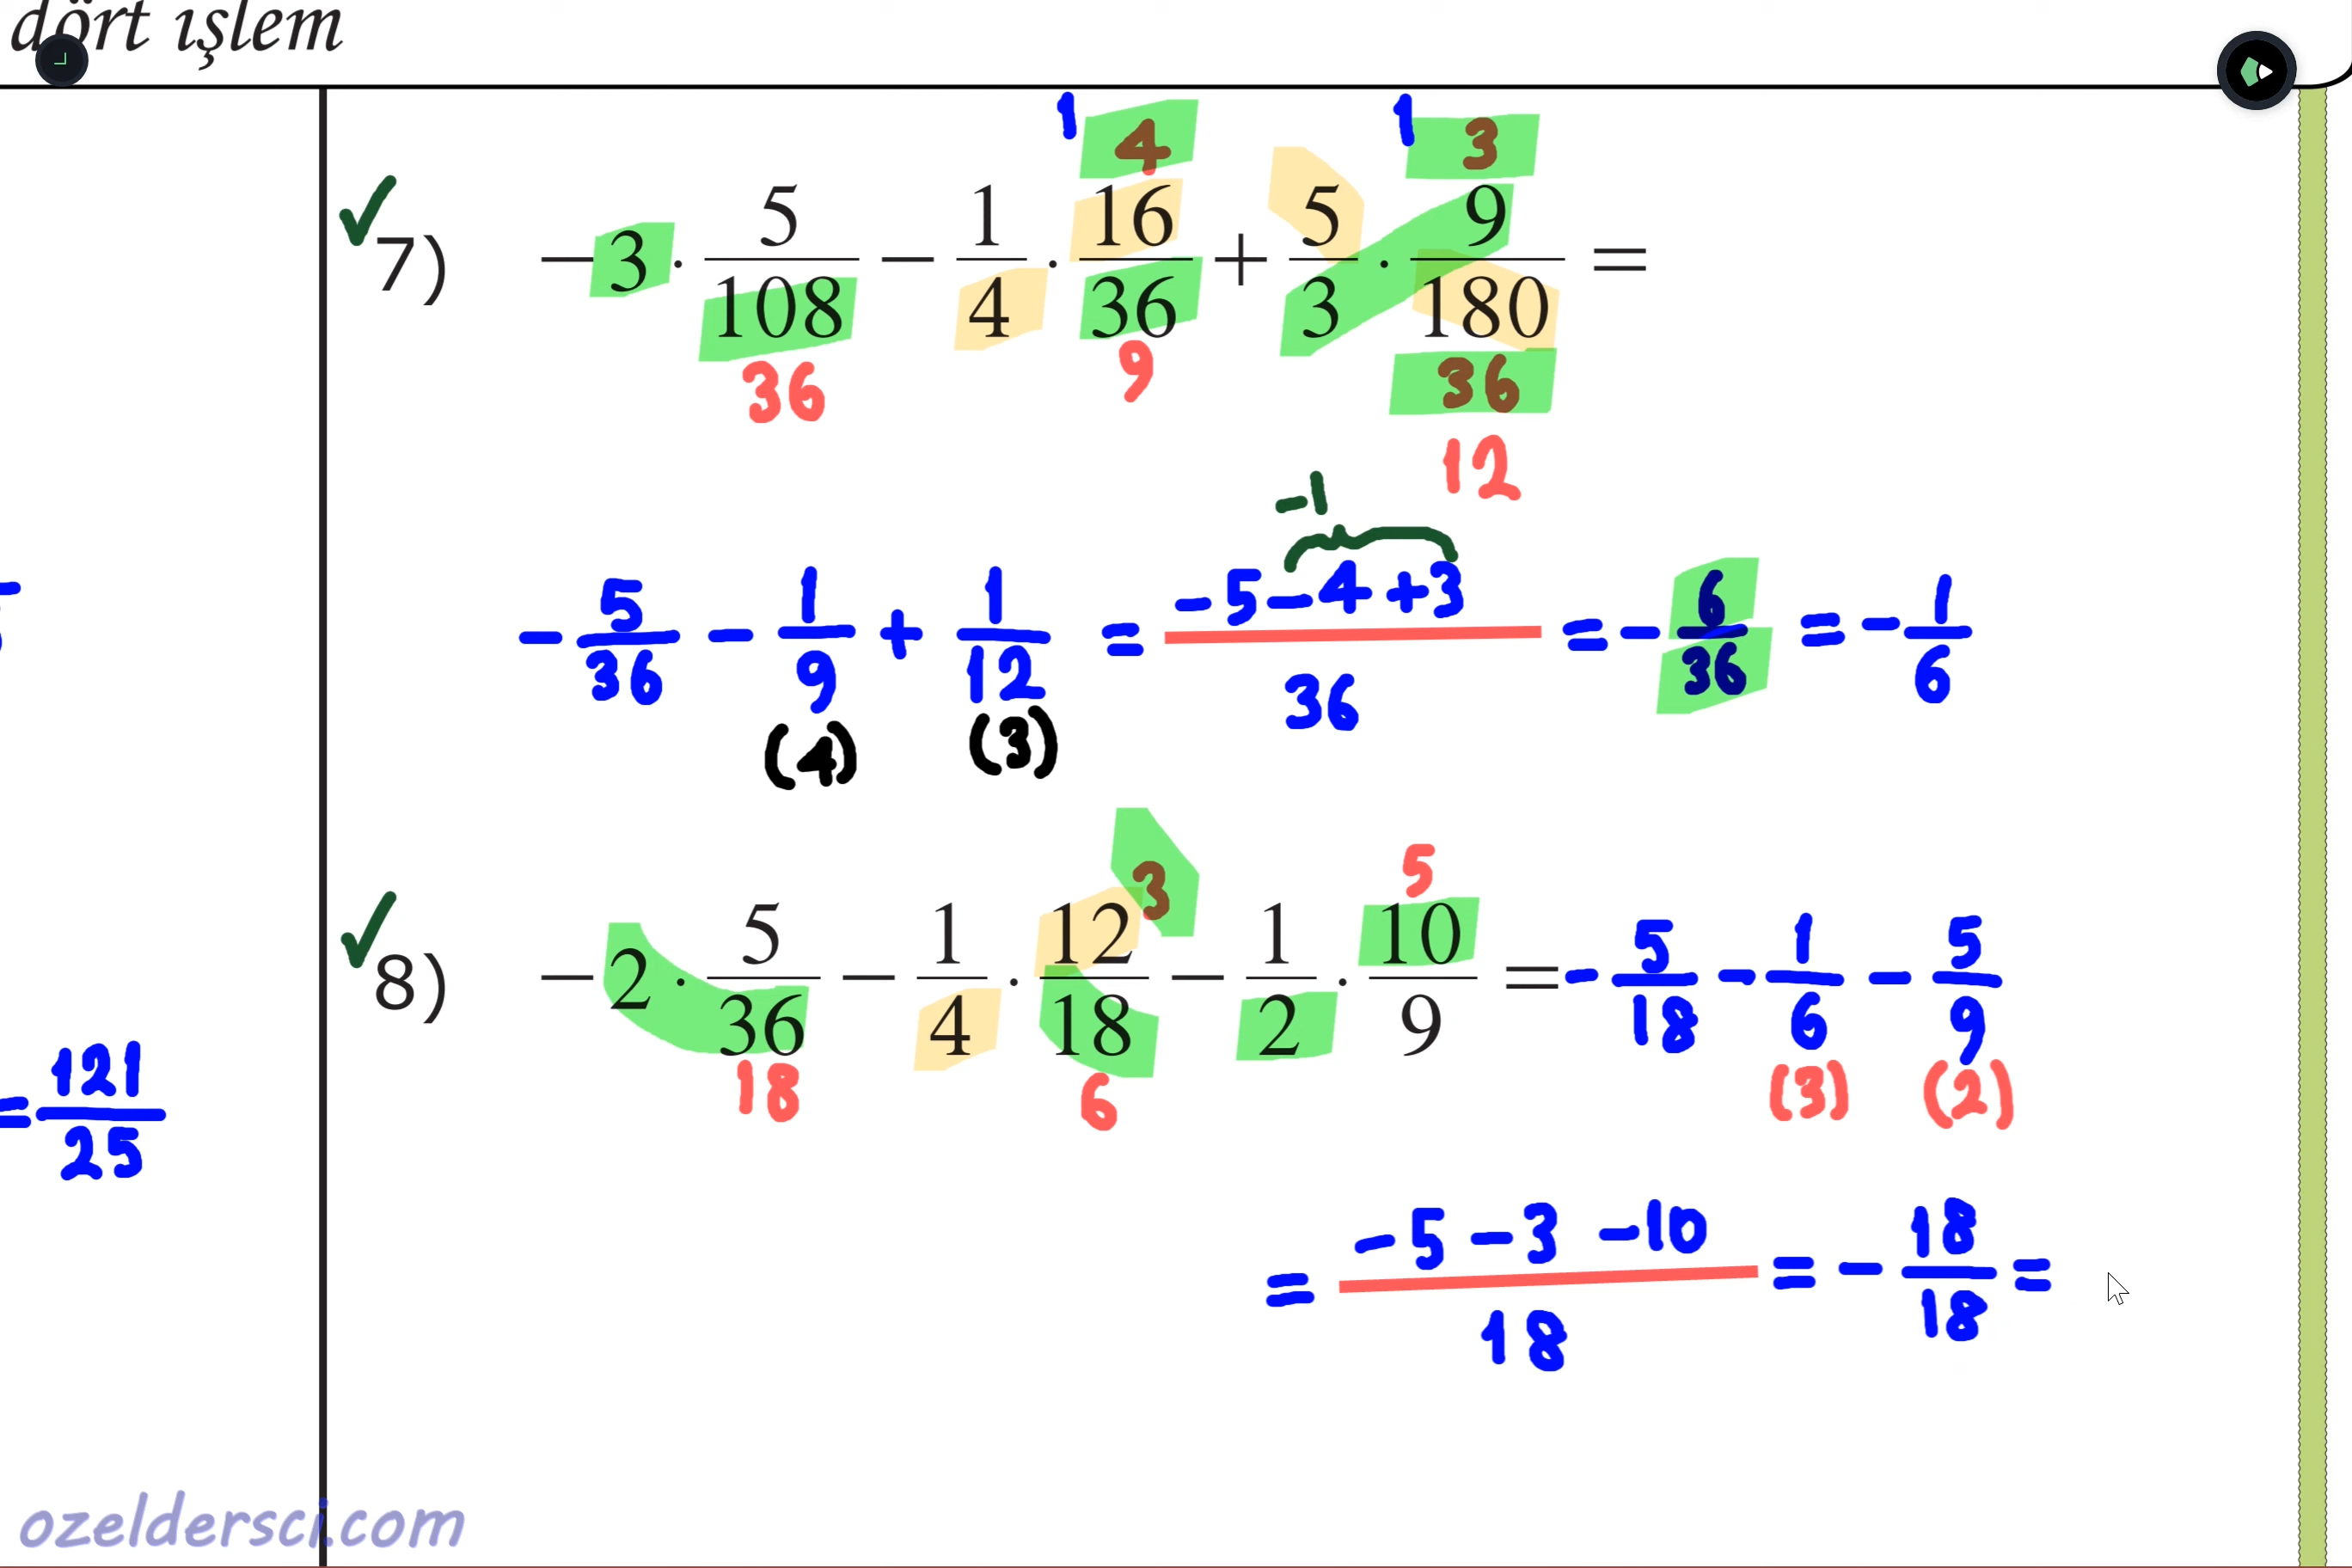 dört işlem
1 4 1 3
7) −3 · 5/108 − 1/4 · 16/36 + 5/3 · 9/180 =
36 9 36
12
−1
− 5/36 − 1/9 + 1/12 = −5−4+3/36 = − 6/36 = − 1/6
(4) (3)
3 5
8) −2 · 5/36 − 1/4 · 12/18 − 1/2 · 10/9 = − 5/18 − 1/6 − 5/9
18 6 (3) (2)
= 121/25
= −5 −3 −10/18 = − 18/18 =
ozeldersci.com